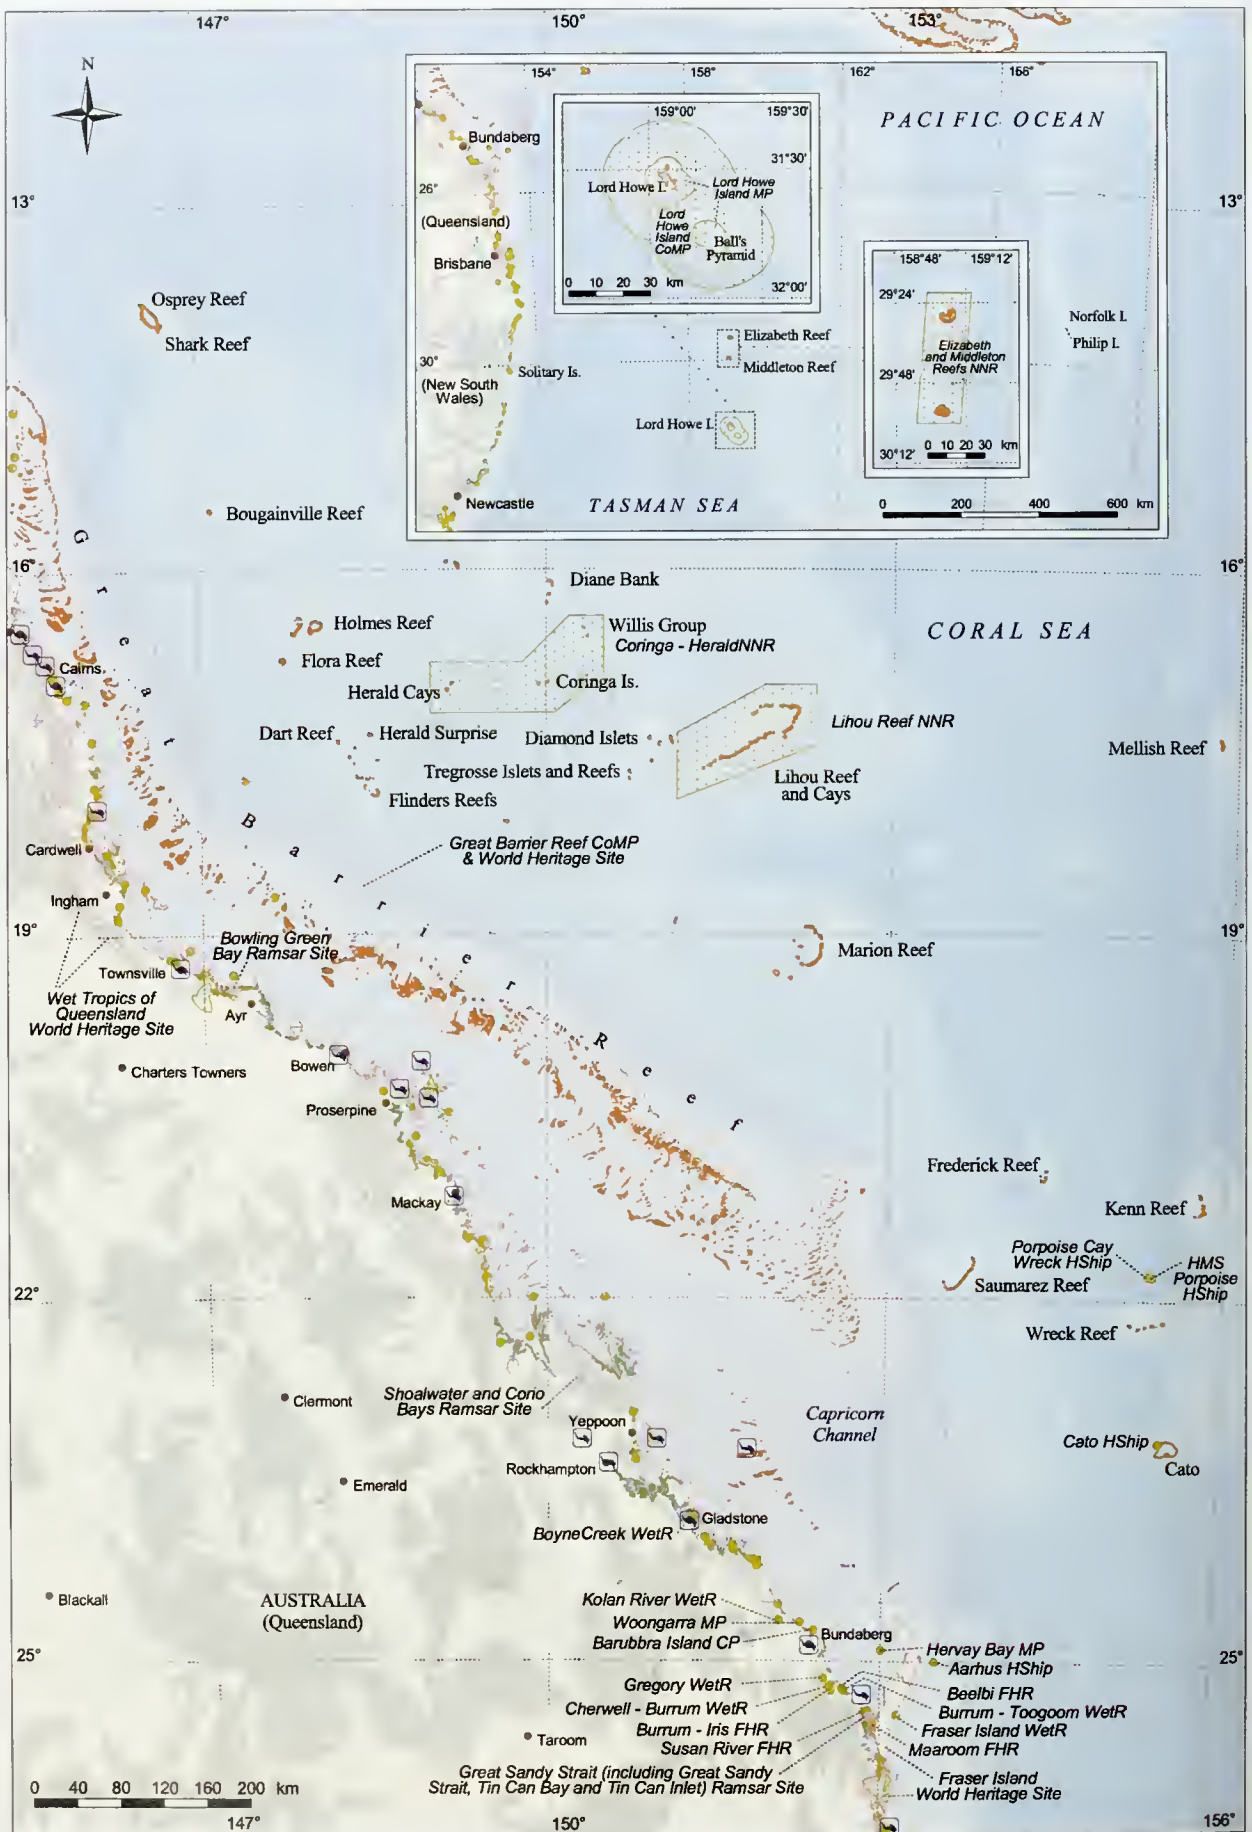 147°
150°
153°
N
154°
158°
162°
166°
PACIFIC OCEAN
Bundaberg
26°
(Queensland)
Brisbane
30°
(New South
Wales)
Solitary Is.
Newcastle
TASMAN SEA
159°00'
159°30'
31°30'
Lord Howe I.
Lord Howe
Island MP
Lord
Howe
Island
CoMP
Ball's
Pyramid
0 10 20 30 km
32°00'
Elizabeth Reef
Middleton Reef
Lord Howe I.
158°48'
159°12'
29°24'
Elizabeth
and Middleton
Reefs NNR
29°48'
30°12'
0 10 20 30 km
Norfolk I.
Philip I.
0 200 400 600 km
13°
13°
Osprey Reef
Shark Reef
Bougainville Reef
Great Barrier Reef
16°
16°
Diane Bank
Holmes Reef
Willis Group
Coringa - HeraldNNR
CORAL SEA
Flora Reef
Cairns
Herald Cays
Coringa Is.
Lihou Reef NNR
Dart Reef
Herald Surprise
Diamond Islets
Mellish Reef
Tregrosse Islets and Reefs
Lihou Reef
and Cays
Flinders Reefs
Great Barrier Reef CoMP
& World Heritage Site
Cardwell
Ingham
19°
19°
Bowling Green
Bay Ramsar Site
Marion Reef
Townsville
Wet Tropics of
Queensland
World Heritage Site
Ayr
Bowen
Charters Towners
Proserpine
Frederick Reef
Mackay
Kenn Reef
Porpoise Cay
Wreck HShip
HMS
Porpoise
HShip
Saumarez Reef
22°
22°
Wreck Reef
Clermont
Shoalwater and Corio
Bays Ramsar Site
Capricorn
Channel
Yeppoon
Cato HShip
Cato
Rockhampton
Emerald
Gladstone
BoyneCreek WetR
Blackall
AUSTRALIA
(Queensland)
Kolan River WetR
Woongarra MP
Barubbra Island CP
Bundaberg
25°
25°
Hervay Bay MP
Aarhus HShip
Gregory WetR
Beelbi FHR
Cherwell - Burrum WetR
Burrum - Toogoom WetR
Burrum - Iris FHR
Fraser Island WetR
Susan River FHR
Maaroom FHR
Taroom
Great Sandy Strait (including Great Sandy
Strait, Tin Can Bay and Tin Can Inlet) Ramsar Site
Fraser Island
World Heritage Site
0 40 80 120 160 200 km
147°
150°
156°